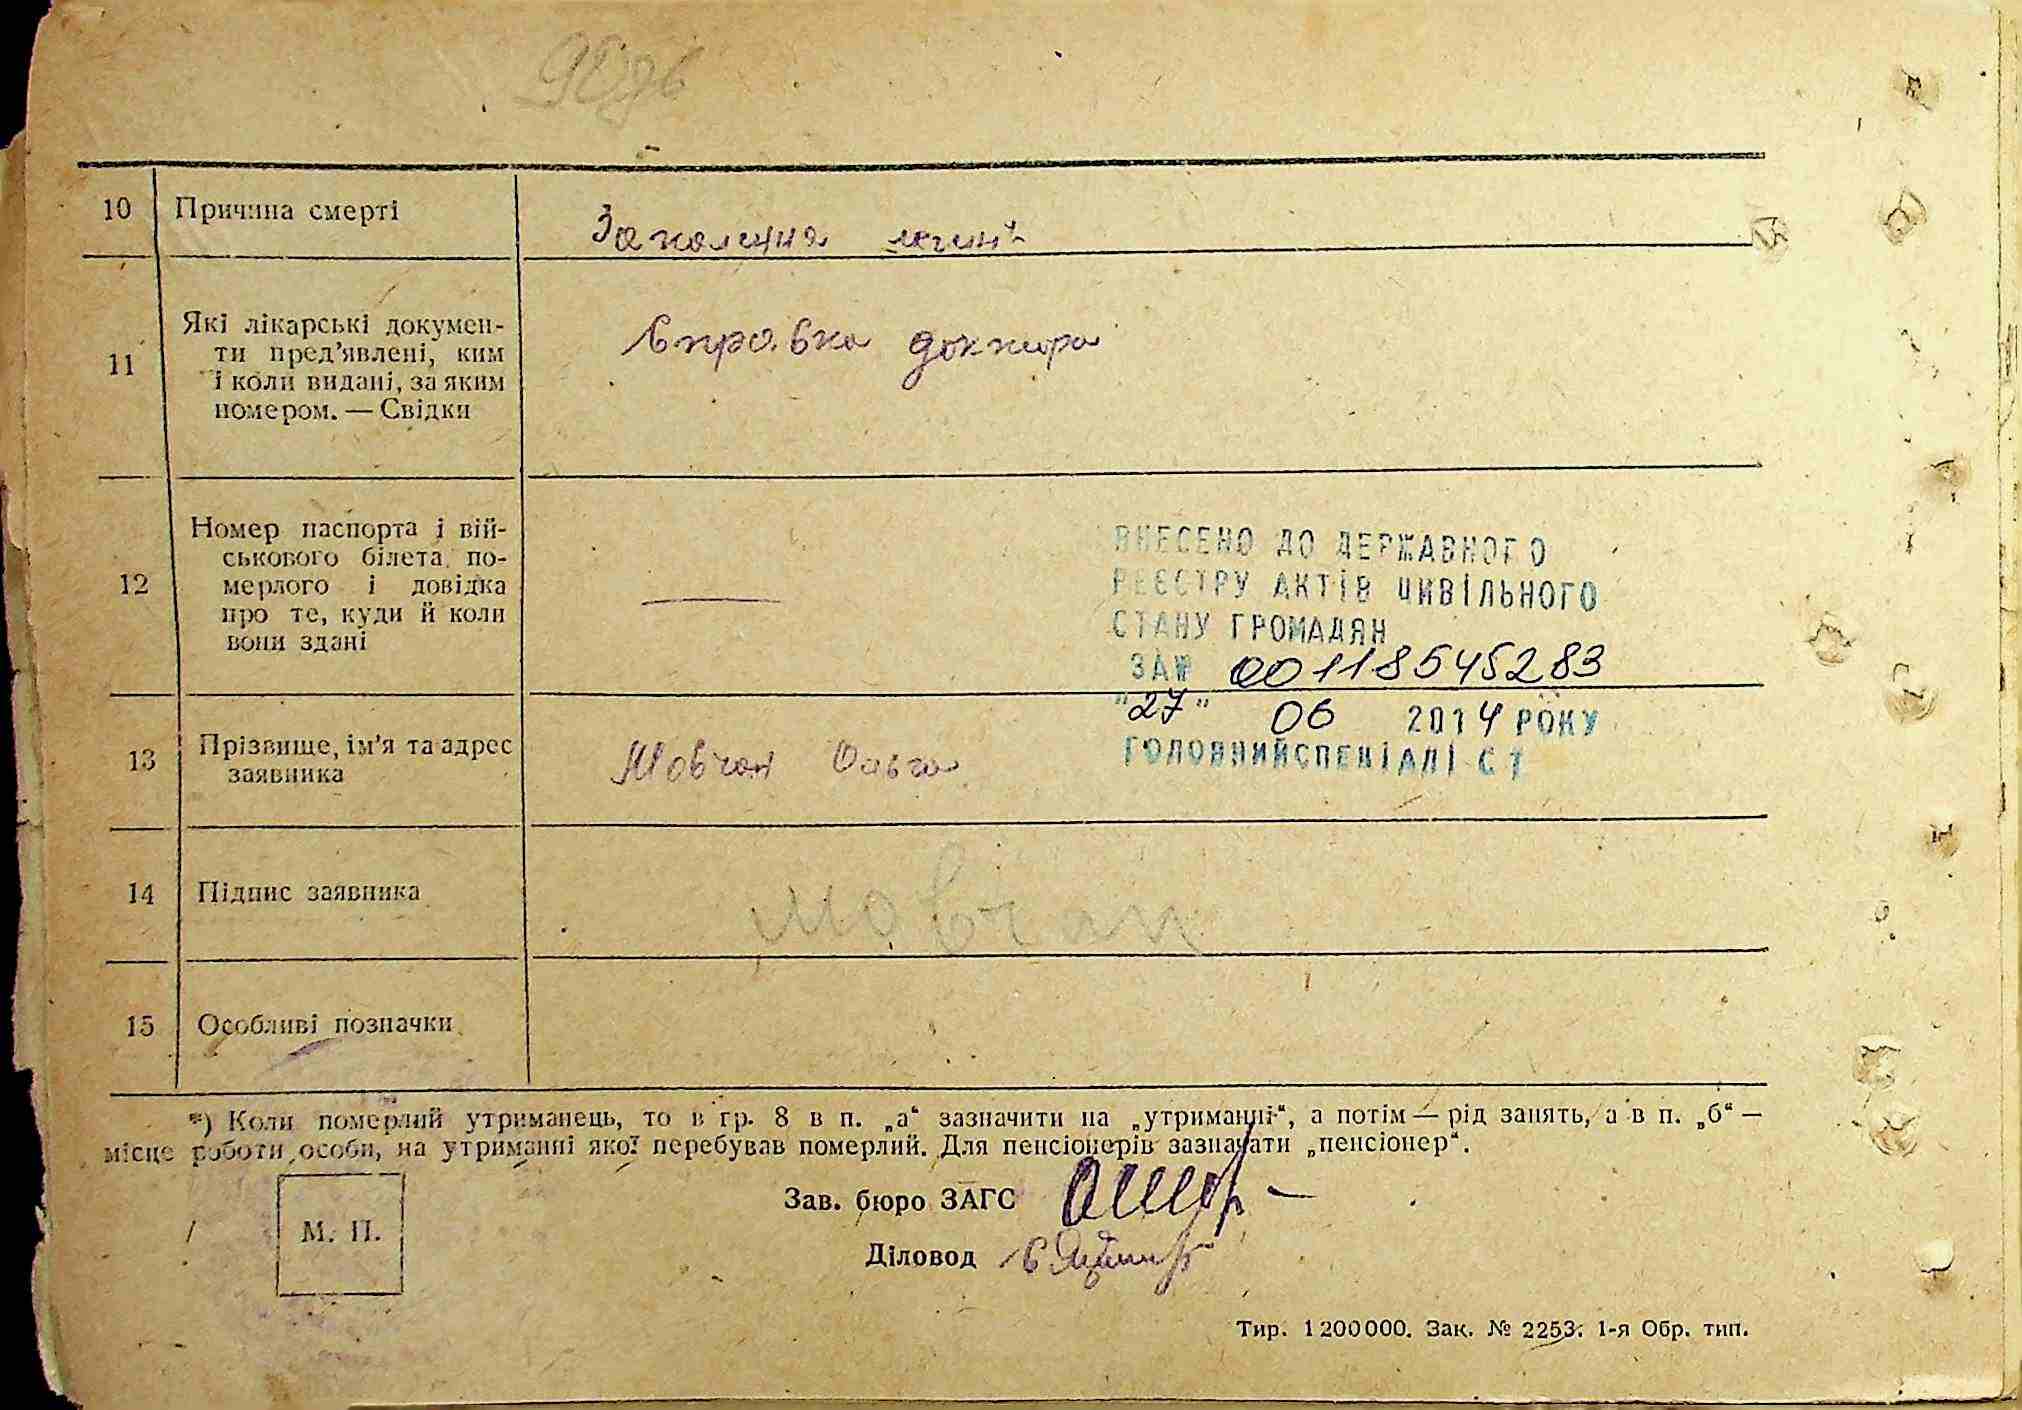 10 Причина смерті
Запалення легинь
Які лікарські докумен-
ти пред'явлені, ким
11 і коли видані, за яким
номером. — Свідки
Справка доктора
Номер паспорта і вій-
ськового білета по-
12 мерлого і довідка
про те, куди й коли
вони здані
—
ВНЕСЕНО ДО ДЕРЖАВНОГО
РЕЄСТРУ АКТІВ ЦИВІЛЬНОГО
СТАНУ ГРОМАДЯН
ЗА№ 00118545283
"27" 06 2014 РОКУ
ГОЛОВНИЙСПЕЦІАЛІСТ
13 Прізвище, ім'я та адрес
заявника
Мовчан Ольга
14 Підпис заявника
Мовчан
15 Особливі позначки
*) Коли померлий утриманець, то в гр. 8 в п. „а“ зазначити на „утриманні“, а потім — рід занять, а в п. „б“ —
місце роботи особи, на утриманні якої перебував померлий. Для пенсіонерів зазначати „пенсіонер“.
М. П.
Зав. бюро ЗАГС
Діловод
Тир. 1200000. Зак. № 2253. 1-я Обр. тип.